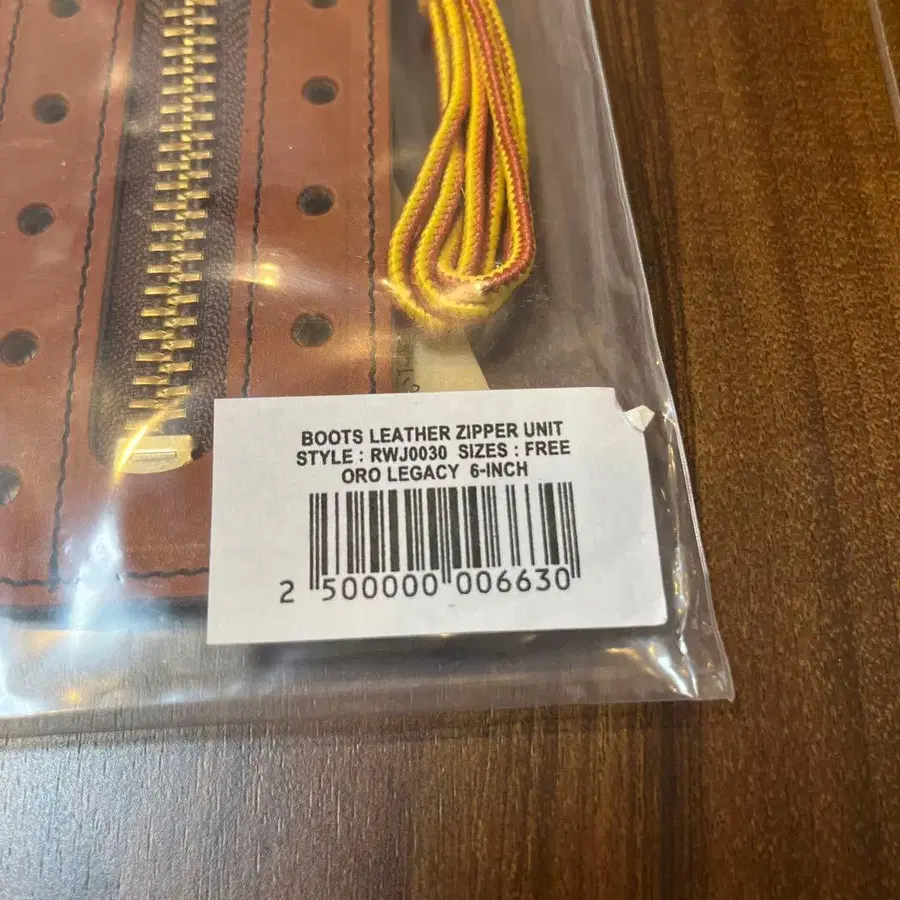 BOOTS LEATHER ZIPPER UNIT
STYLE : RWJ0030 SIZES : FREE
ORO LEGACY 6-INCH
2 500000 006630